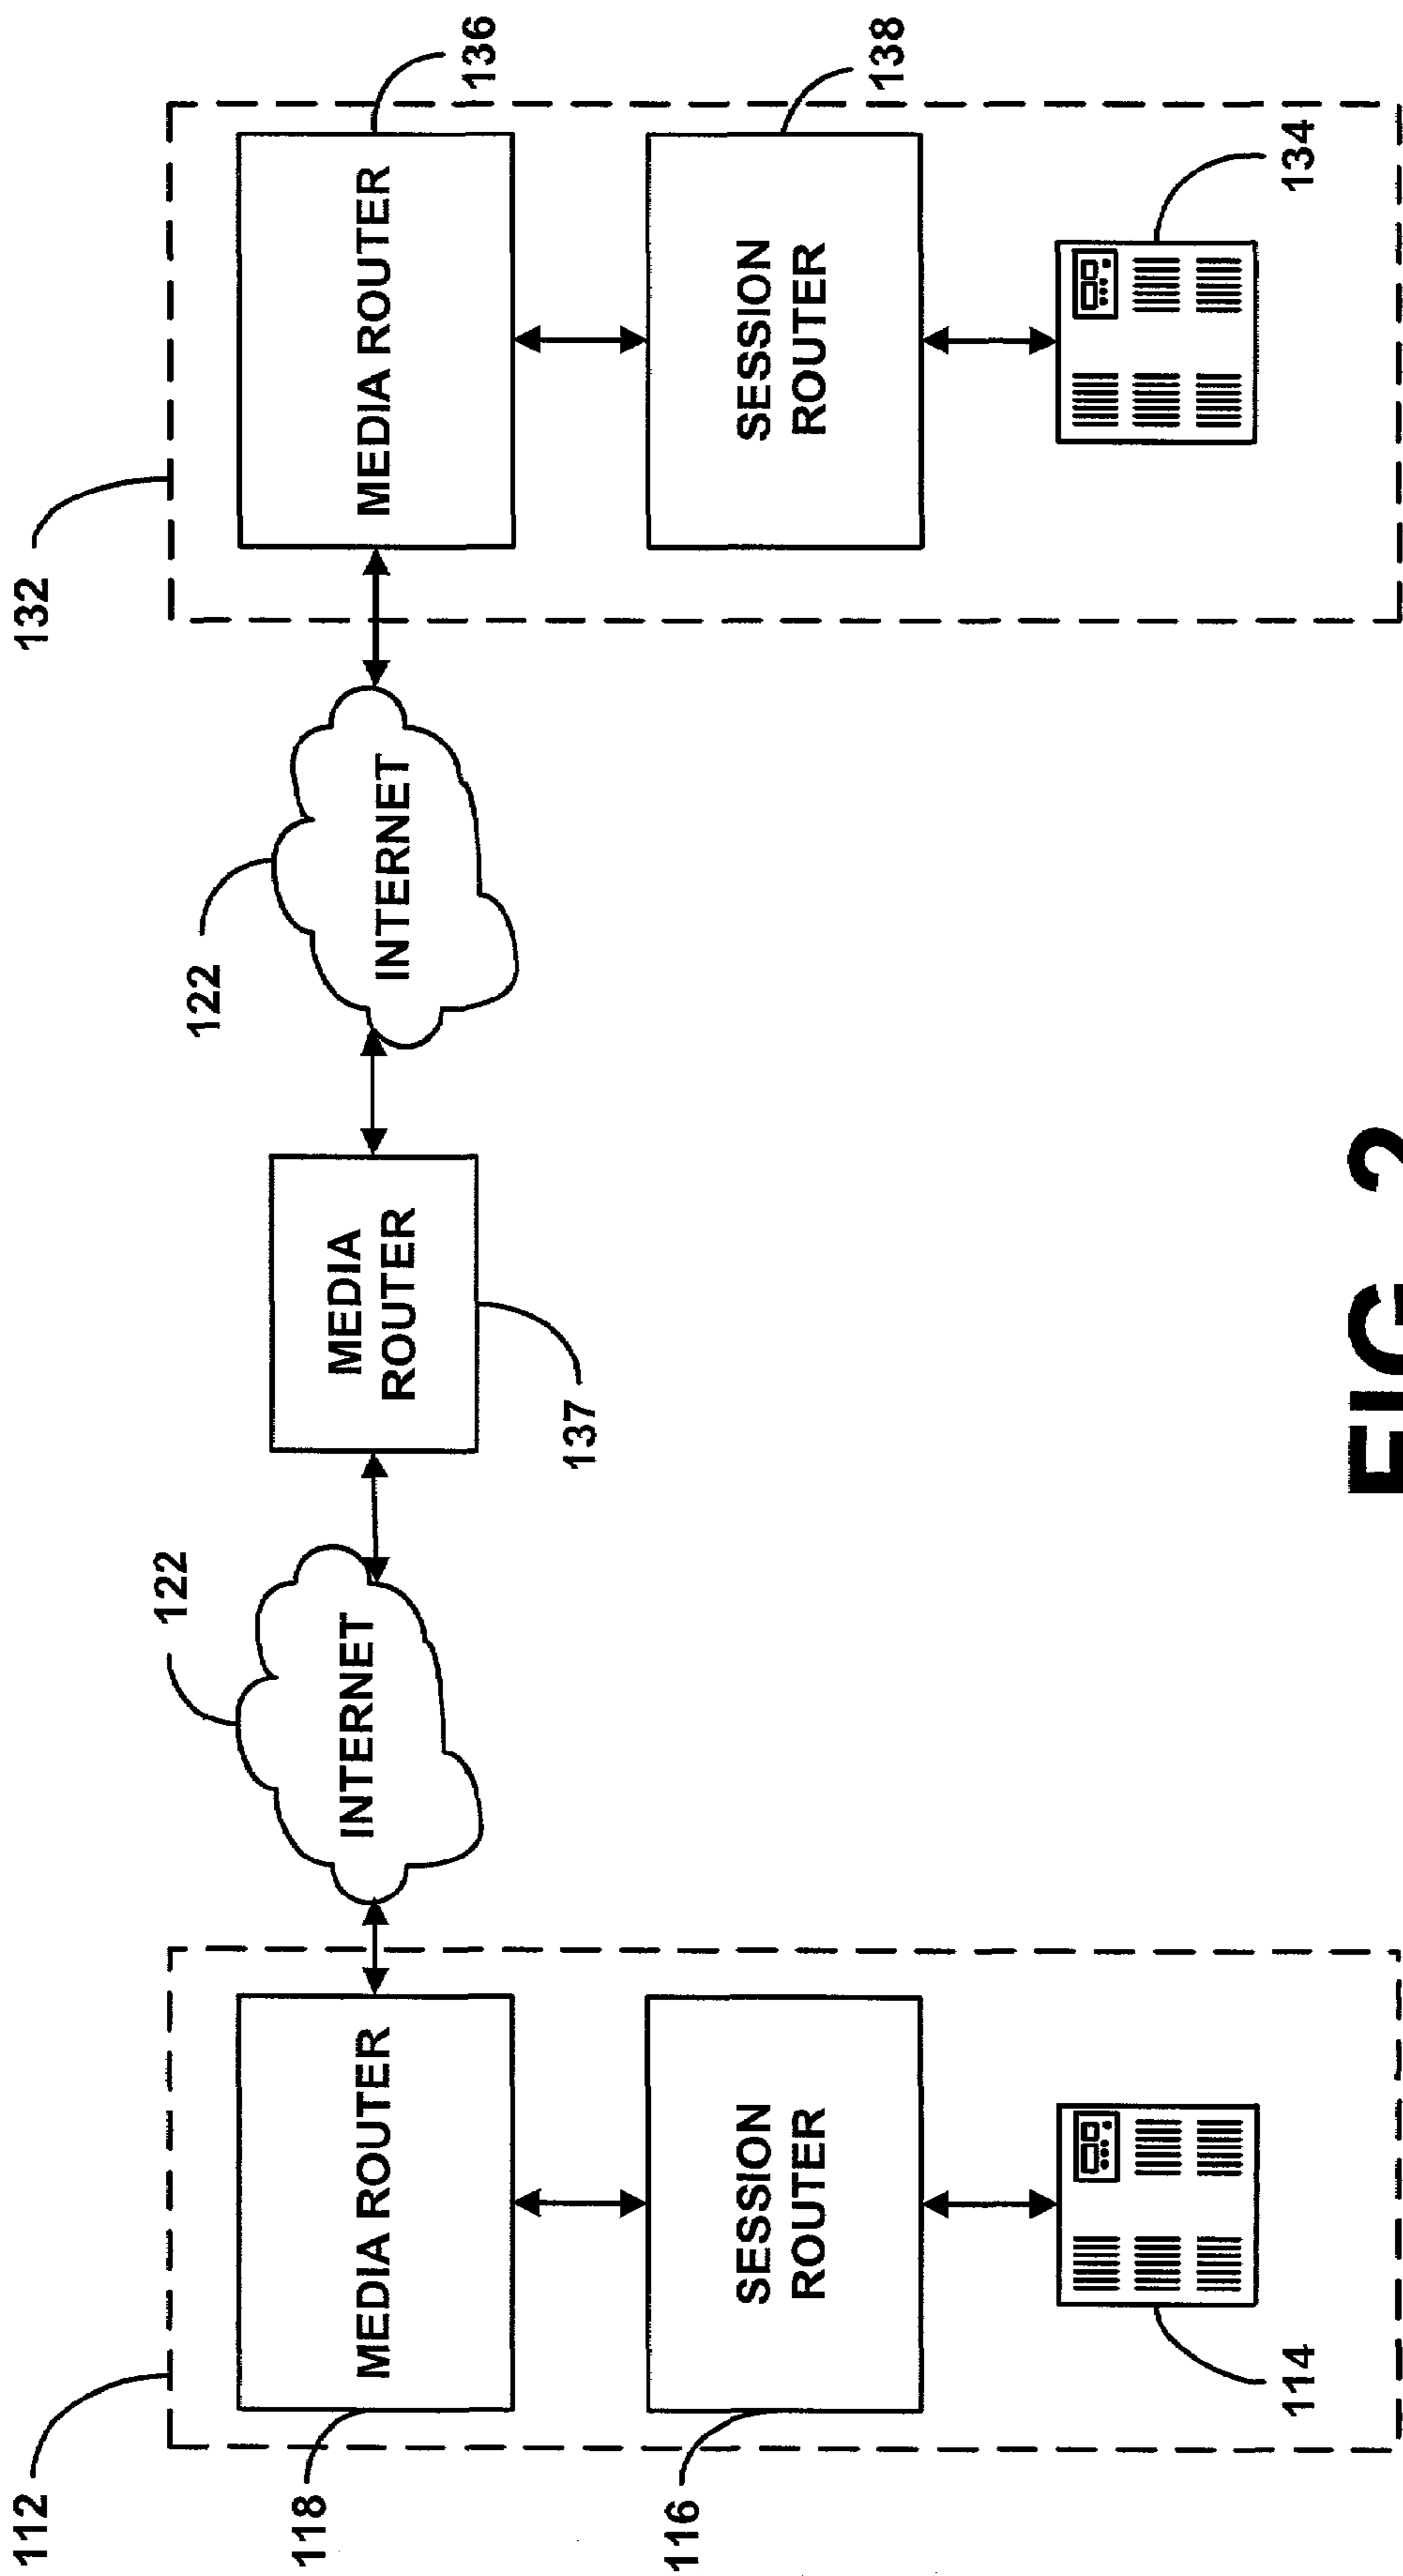 112
118
MEDIA ROUTER
116
SESSION
ROUTER
114
122
INTERNET
MEDIA
ROUTER
137
122
INTERNET
132
MEDIA ROUTER
136
SESSION
ROUTER
138
134
FIG. 2